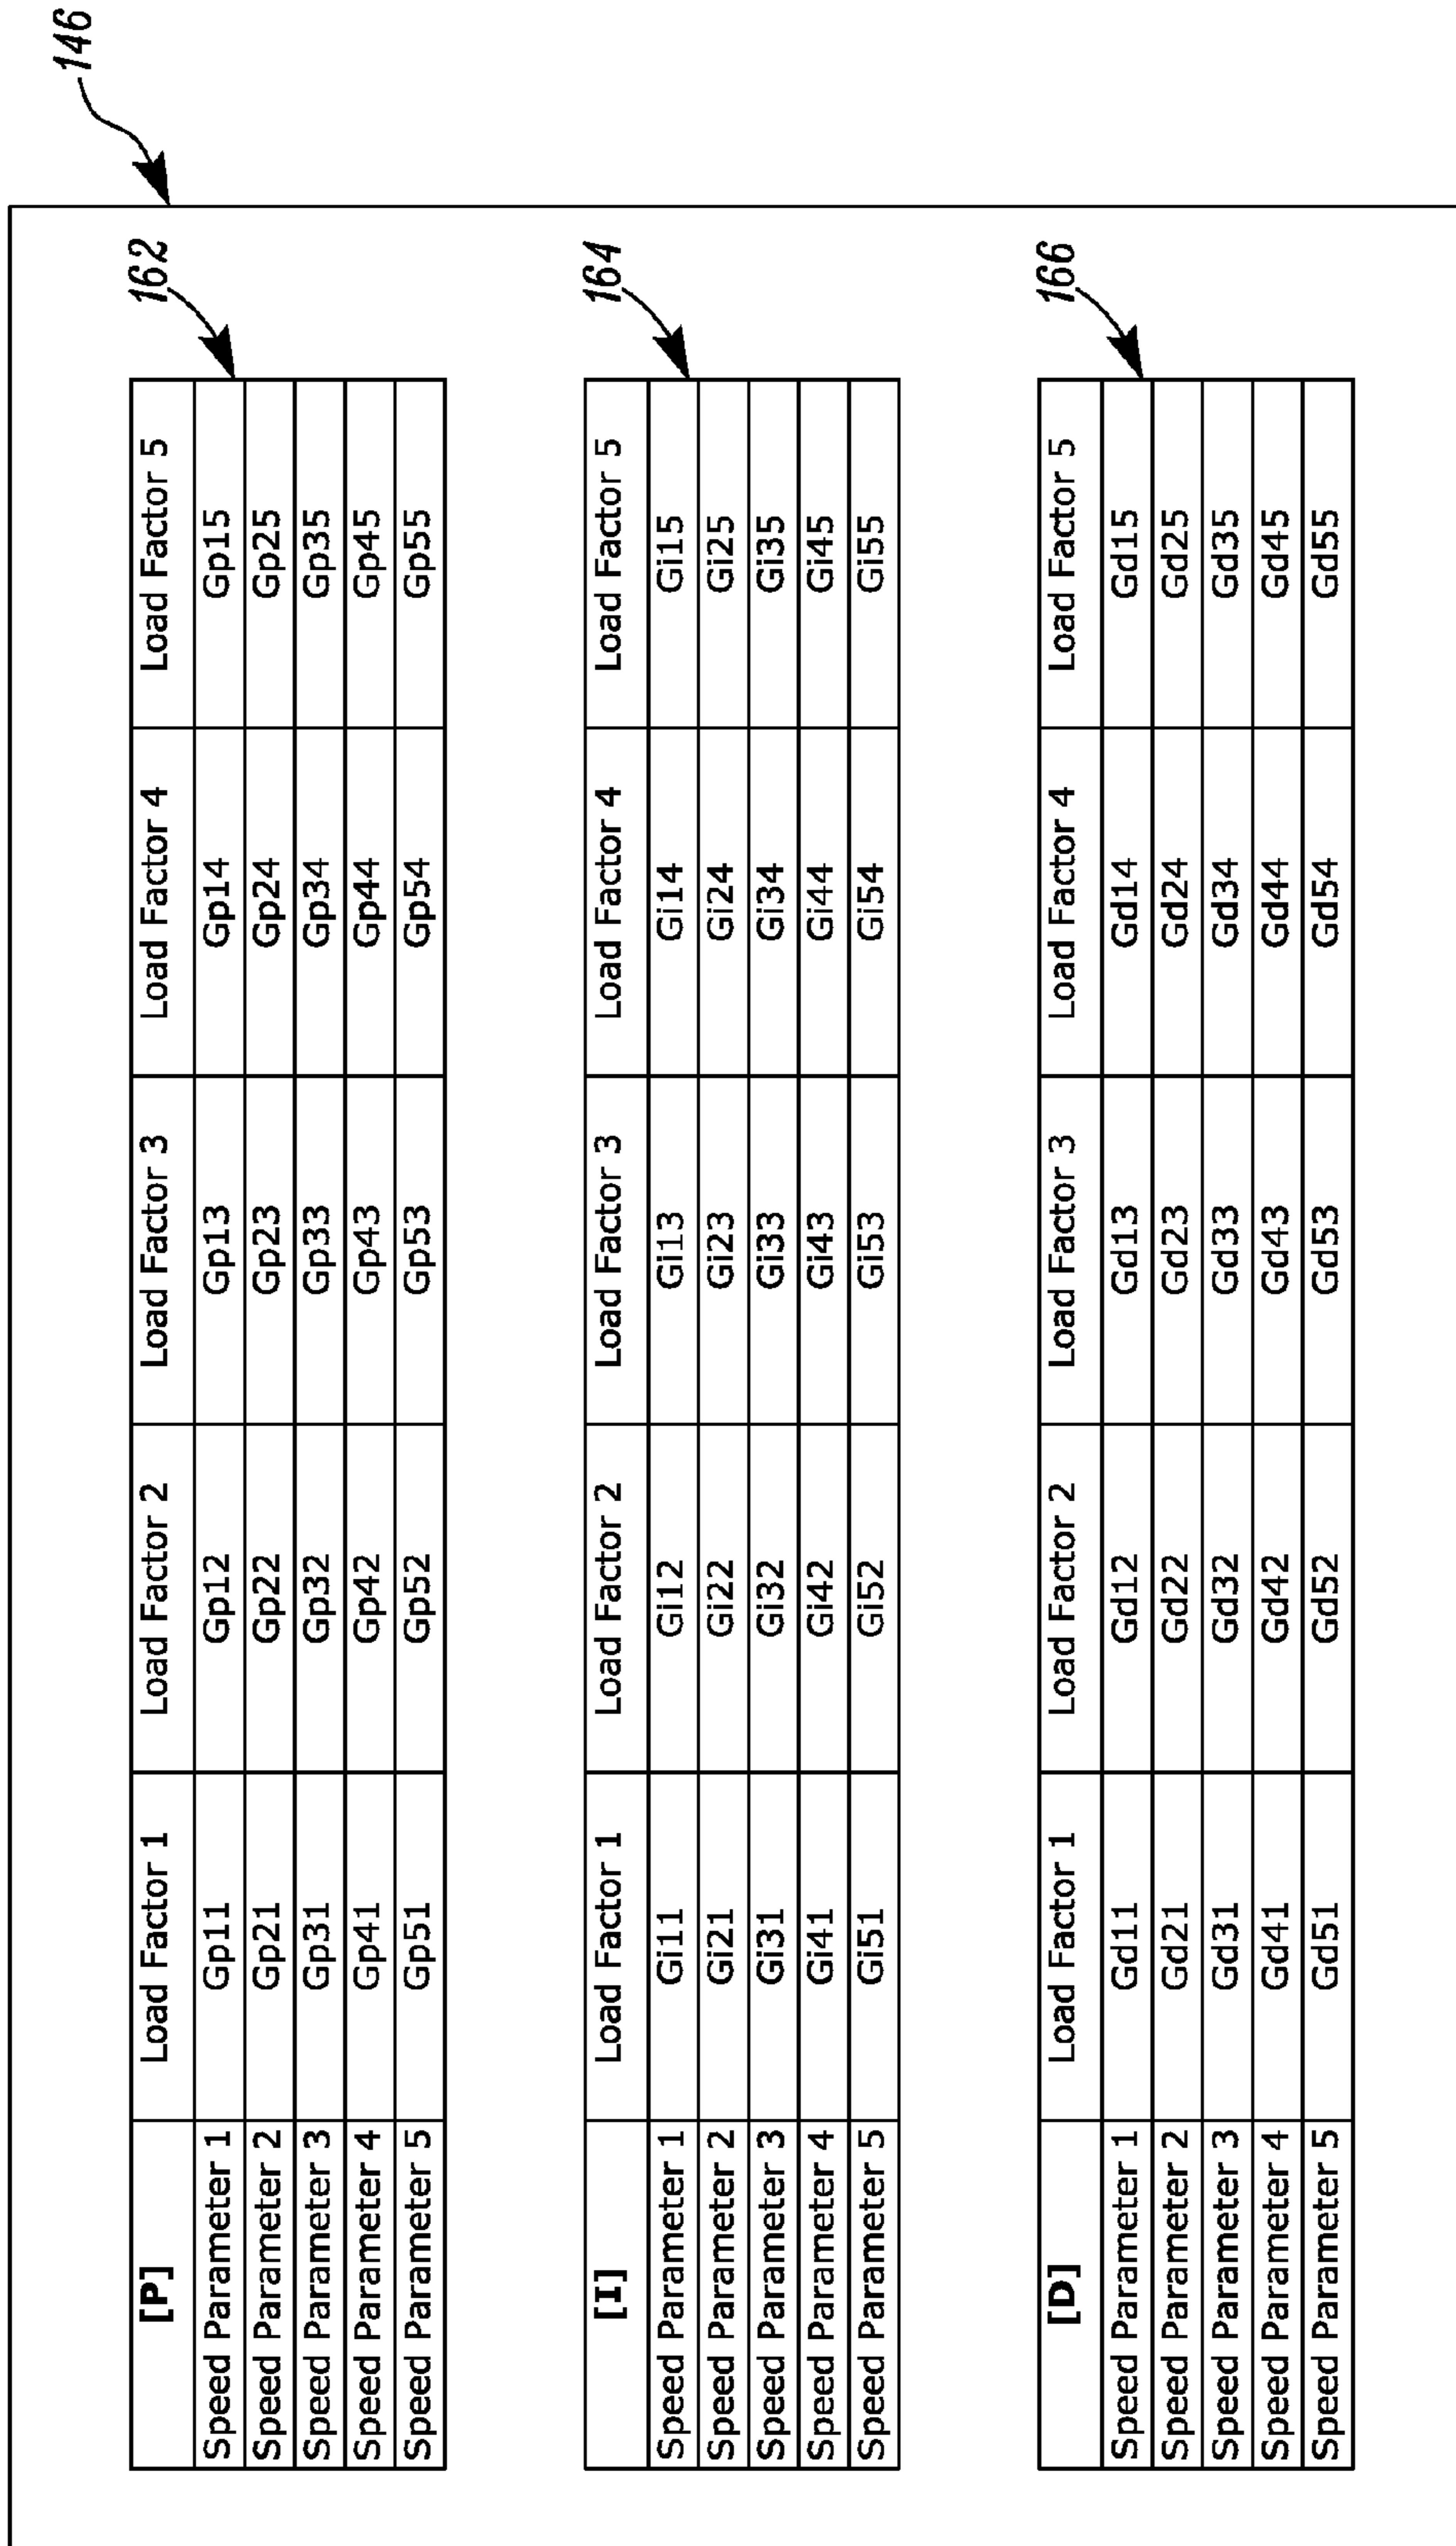 146
162
[P] Load Factor 1 Load Factor 2 Load Factor 3 Load Factor 4 Load Factor 5
Speed Parameter 1 Gp11 Gp12 Gp13 Gp14 Gp15
Speed Parameter 2 Gp21 Gp22 Gp23 Gp24 Gp25
Speed Parameter 3 Gp31 Gp32 Gp33 Gp34 Gp35
Speed Parameter 4 Gp41 Gp42 Gp43 Gp44 Gp45
Speed Parameter 5 Gp51 Gp52 Gp53 Gp54 Gp55
164
[I] Load Factor 1 Load Factor 2 Load Factor 3 Load Factor 4 Load Factor 5
Speed Parameter 1 Gi11 Gi12 Gi13 Gi14 Gi15
Speed Parameter 2 Gi21 Gi22 Gi23 Gi24 Gi25
Speed Parameter 3 Gi31 Gi32 Gi33 Gi34 Gi35
Speed Parameter 4 Gi41 Gi42 Gi43 Gi44 Gi45
Speed Parameter 5 Gi51 Gi52 Gi53 Gi54 Gi55
166
[D] Load Factor 1 Load Factor 2 Load Factor 3 Load Factor 4 Load Factor 5
Speed Parameter 1 Gd11 Gd12 Gd13 Gd14 Gd15
Speed Parameter 2 Gd21 Gd22 Gd23 Gd24 Gd25
Speed Parameter 3 Gd31 Gd32 Gd33 Gd34 Gd35
Speed Parameter 4 Gd41 Gd42 Gd43 Gd44 Gd45
Speed Parameter 5 Gd51 Gd52 Gd53 Gd54 Gd55